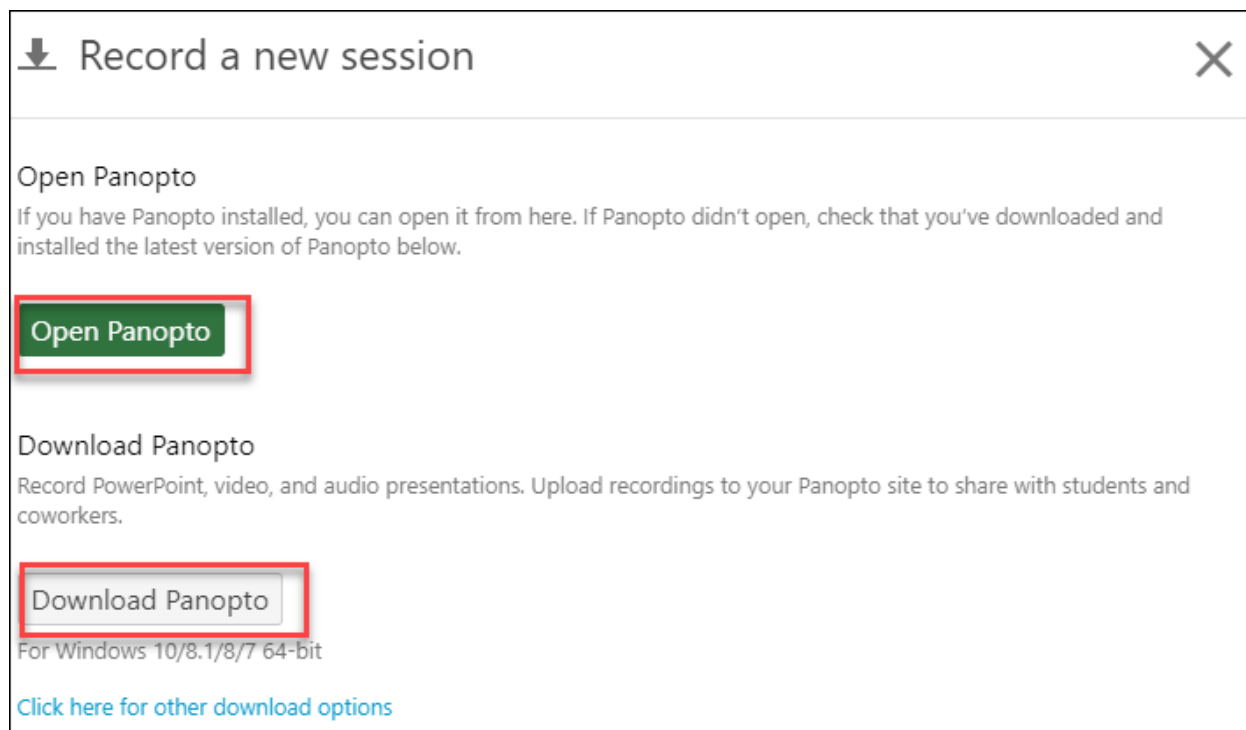 Record a new session
Open Panopto
If you have Panopto installed, you can open it from here. If Panopto didn't open, check that you've downloaded and
installed the latest version of Panopto below.
Open Panopto
Download Panopto
Record PowerPoint, video, and audio presentations. Upload recordings to your Panopto site to share with students and
coworkers.
Download Panopto
For Windows 10/8.1/8/7 64-bit
Click here for other download options